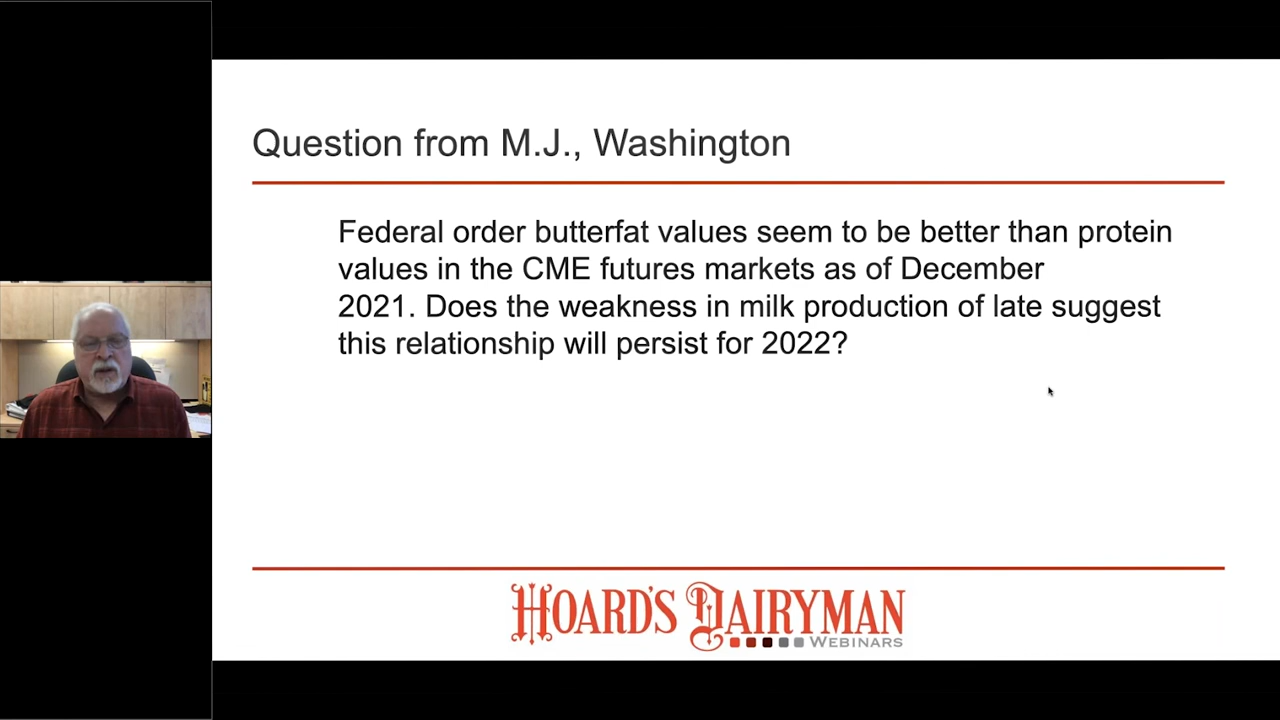 Question from M.J., Washington
Federal order butterfat values seem to be better than protein
values in the CME futures markets as of December
2021. Does the weakness in milk production of late suggest
this relationship will persist for 2022?
HOARD'S DAIRYMAN
WEBINARS